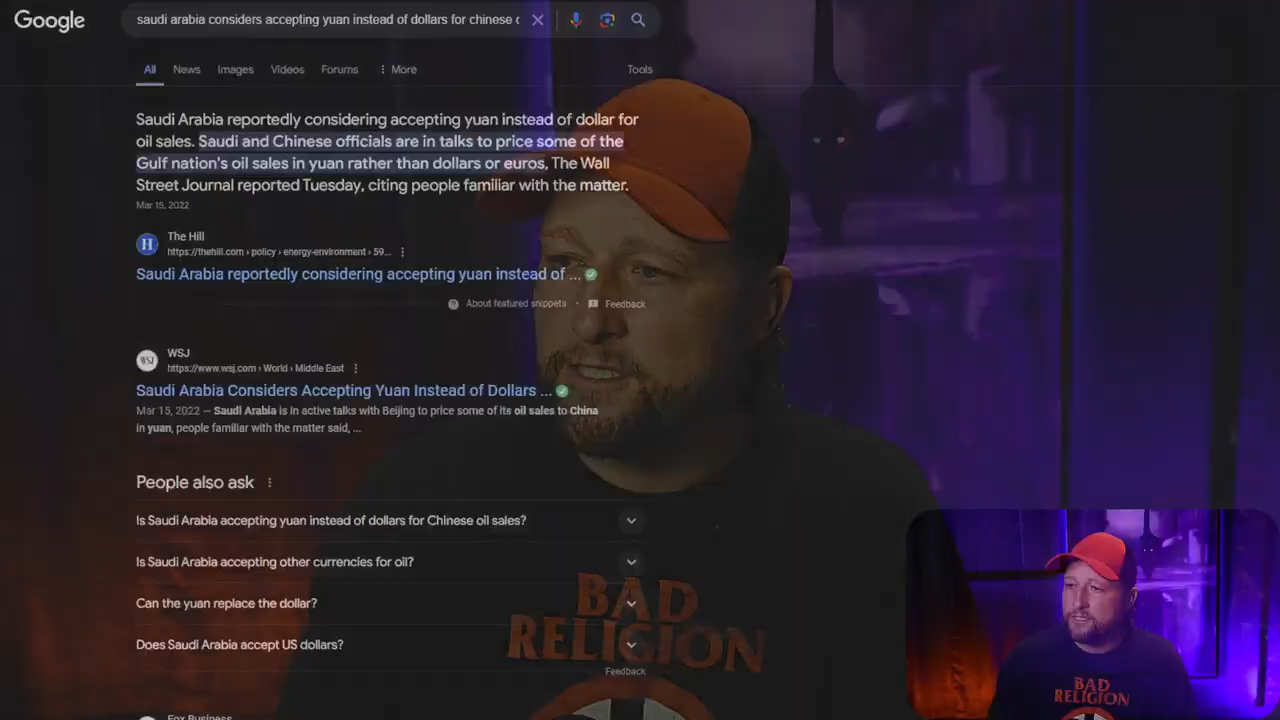 Google
saudi arabia considers accepting yuan instead of dollars for chinese c
All News Images Videos Forums More Tools
Saudi Arabia reportedly considering accepting yuan instead of dollar for
oil sales. Saudi and Chinese officials are in talks to price some of the
Gulf nation's oil sales in yuan rather than dollars or euros, The Wall
Street Journal reported Tuesday, citing people familiar with the matter.
Mar 15, 2022
H
The Hill
https://thehill.com › policy › energy-environment › 59...
Saudi Arabia reportedly considering accepting yuan instead of ...
About featured snippets · Feedback
WSJ
WSJ
https://www.wsj.com › World › Middle East
Saudi Arabia Considers Accepting Yuan Instead of Dollars ...
Mar 15, 2022 — Saudi Arabia is in active talks with Beijing to price some of its oil sales to China
in yuan, people familiar with the matter said, ...
People also ask
Is Saudi Arabia accepting yuan instead of dollars for Chinese oil sales?
Is Saudi Arabia accepting other currencies for oil?
Can the yuan replace the dollar?
Does Saudi Arabia accept US dollars?
Feedback
Fox Business
BAD
RELIGION
BAD
RELIGION